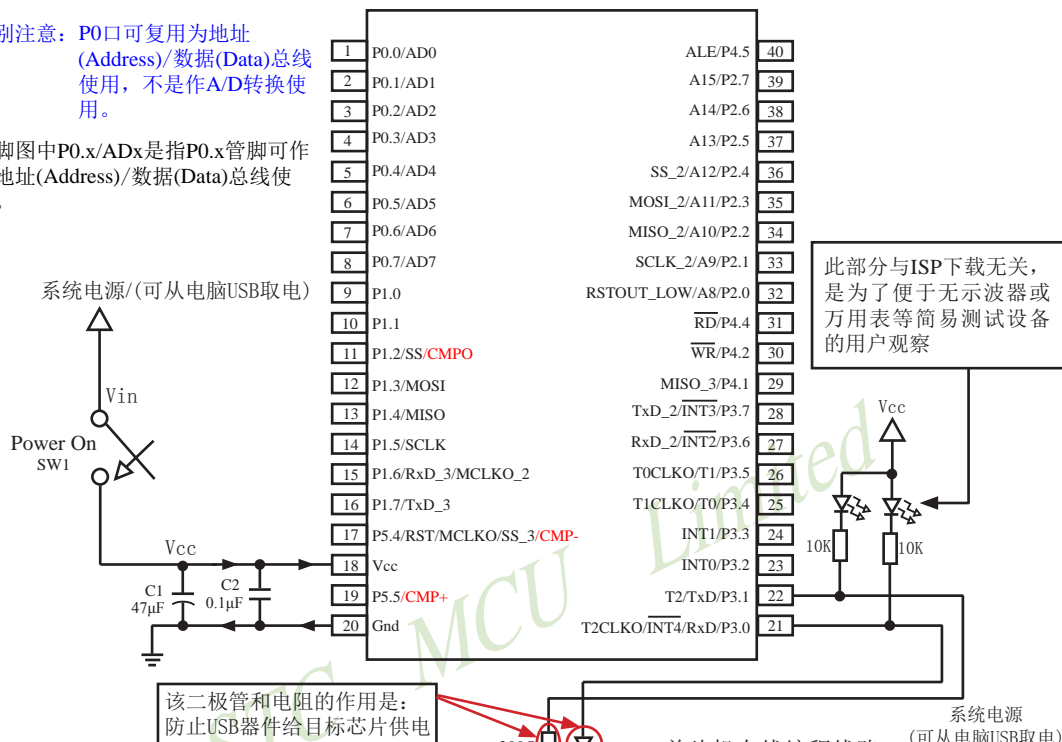 别注意：P0口可复用为地址
(Address)/数据(Data)总线
使用，不是作A/D转换使
用。
脚图中P0.x/ADx是指P0.x管脚可作
地址(Address)/数据(Data)总线使
。
系统电源/(可从电脑USB取电)
Vin
Power On
SW1
Vcc
C1
47μF
C2
0.1μF
1 P0.0/AD0
2 P0.1/AD1
3 P0.2/AD2
4 P0.3/AD3
5 P0.4/AD4
6 P0.5/AD5
7 P0.6/AD6
8 P0.7/AD7
9 P1.0
10 P1.1
11 P1.2/SS/CMPO
12 P1.3/MOSI
13 P1.4/MISO
14 P1.5/SCLK
15 P1.6/RxD_3/MCLKO_2
16 P1.7/TxD_3
17 P5.4/RST/MCLKO/SS_3/CMP-
18 Vcc
19 P5.5/CMP+
20 Gnd
ALE/P4.5 40
A15/P2.7 39
A14/P2.6 38
A13/P2.5 37
SS_2/A12/P2.4 36
MOSI_2/A11/P2.3 35
MISO_2/A10/P2.2 34
SCLK_2/A9/P2.1 33
RSTOUT_LOW/A8/P2.0 32
RD/P4.4 31
WR/P4.2 30
MISO_3/P4.1 29
TxD_2/INT3/P3.7 28
RxD_2/INT2/P3.6 27
T0CLKO/T1/P3.5 26
T1CLKO/T0/P3.4 25
INT1/P3.3 24
INT0/P3.2 23
T2/TxD/P3.1 22
T2CLKO/INT4/RxD/P3.0 21
此部分与ISP下载无关，
是为了便于无示波器或
万用表等简易测试设备
的用户观察
Vcc
10K
10K
STC MCU Limited
该二极管和电阻的作用是：
防止USB器件给目标芯片供电
系统电源
(可从电脑USB取电)